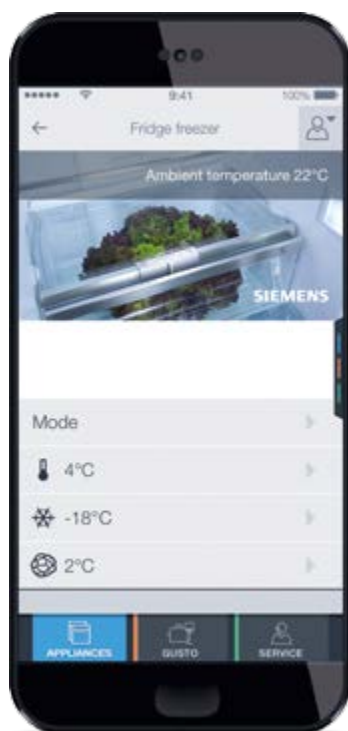 9:41
100%
Fridge freezer
Ambient temperature 22°C
SIEMENS
Mode
4°C
-18°C
2°C
APPLIANCES GUSTO SERVICE